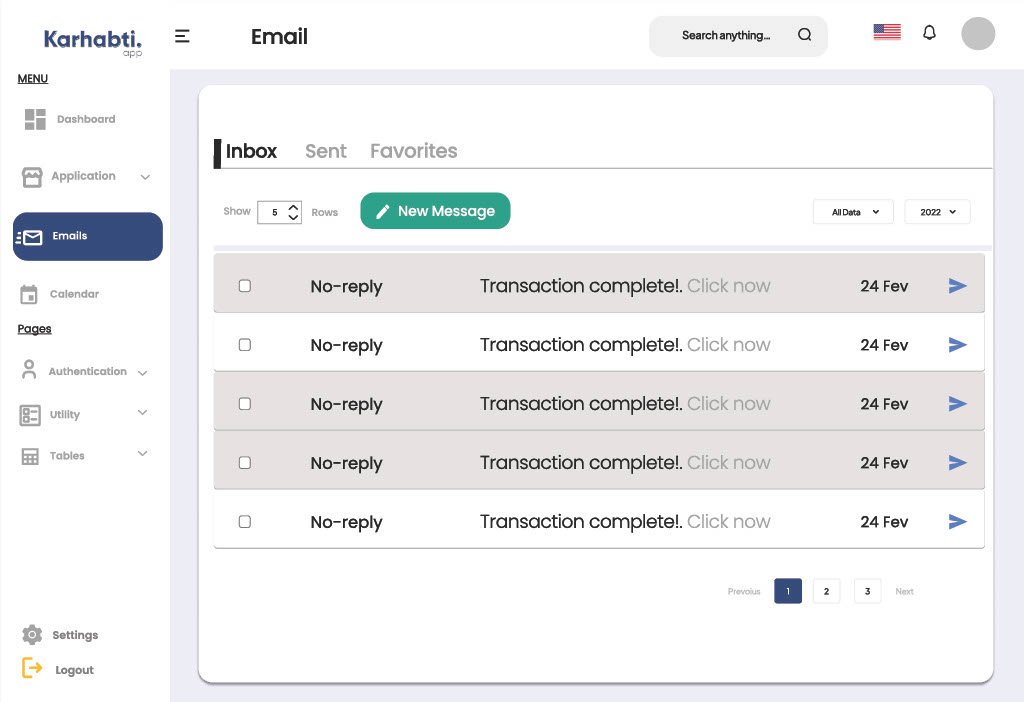 Karhabti.
app
Email
Search anything...
MENU
Dashboard
Application
Emails
Calendar
Pages
Authentication
Utility
Tables
Settings
Logout
Inbox Sent Favorites
Show 5 Rows New Message All Data 2022
No-reply Transaction complete!. Click now 24 Fev
No-reply Transaction complete!. Click now 24 Fev
No-reply Transaction complete!. Click now 24 Fev
No-reply Transaction complete!. Click now 24 Fev
No-reply Transaction complete!. Click now 24 Fev
Prevoius 1 2 3 Next